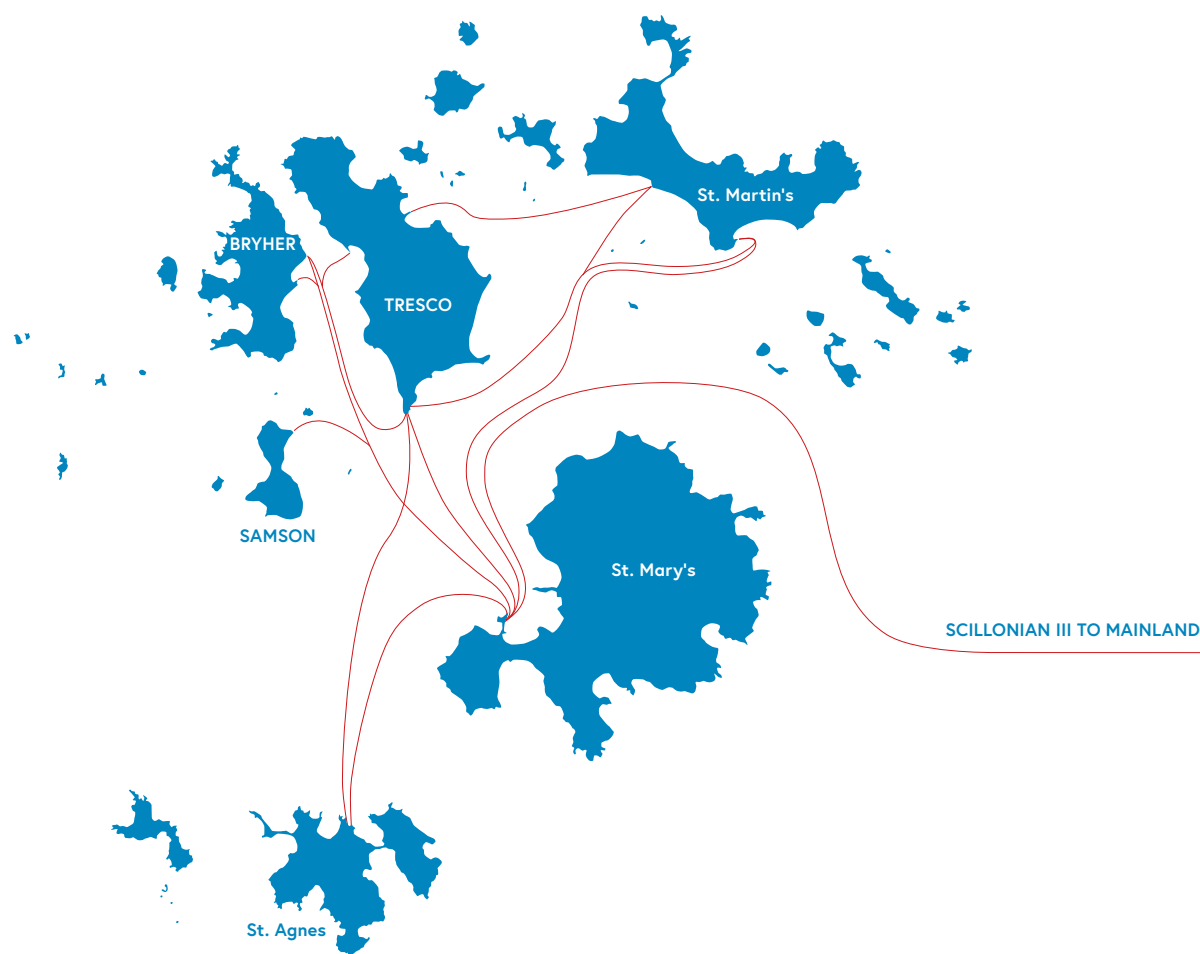 St. Martin's
BRYHER
TRESCO
SAMSON
St. Mary's
SCILLONIAN III TO MAINLAND
St. Agnes